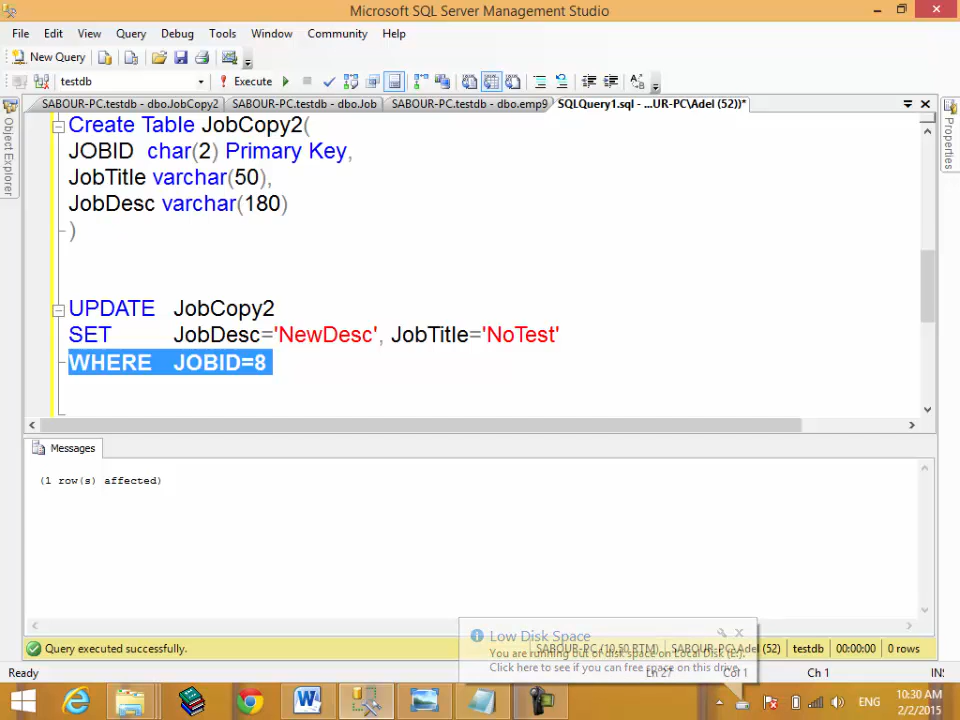 Microsoft SQL Server Management Studio
File Edit View Query Debug Tools Window Community Help
New Query
testdb Execute
SABOUR-PC.testdb - dbo.JobCopy2 SABOUR-PC.testdb - dbo.Job SABOUR-PC.testdb - dbo.emp9 SQLQuery1.sql - ...UR-PC\Adel (52))*
Object Explorer
Properties
Create Table JobCopy2(
JOBID char(2) Primary Key,
JobTitle varchar(50),
JobDesc varchar(180)
)
UPDATE JobCopy2
SET JobDesc='NewDesc', JobTitle='NoTest'
WHERE JOBID=8
Messages
(1 row(s) affected)
Low Disk Space
You are running out of disk space on Local Disk (E:).
Click here to see if you can free space on this drive.
Query executed successfully. SABOUR-PC (10.50 RTM) SABOUR-PC\Adel (52) testdb 00:00:00 0 rows
Ready Ln 27 Col 1 Ch 1 INS
ENG
10:30 AM
2/2/2015